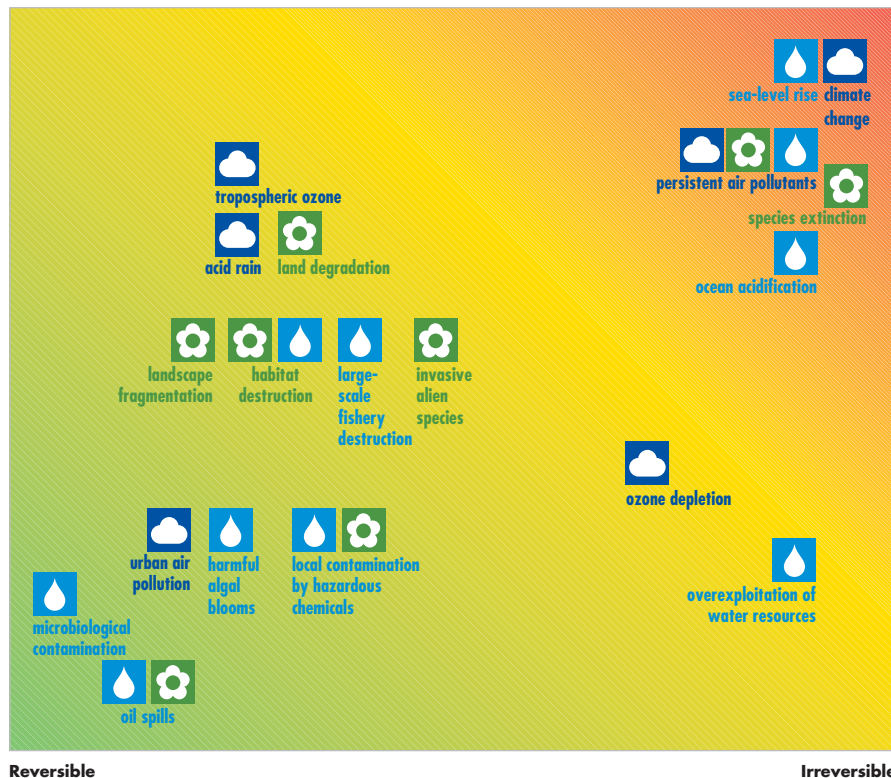 sea-level rise
climate
change
persistent air pollutants
tropospheric ozone
species extinction
acid rain
land degradation
ocean acidification
landscape
fragmentation
habitat
destruction
large-
scale
fishery
destruction
invasive
alien
species
ozone depletion
urban air
pollution
harmful
algal
blooms
local contamination
by hazardous
chemicals
overexploitation of
water resources
microbiological
contamination
oil spills
Reversible
Irreversible